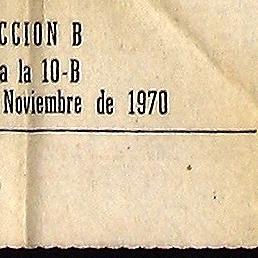 CCION B
a la 10-B
Noviembre de 1970